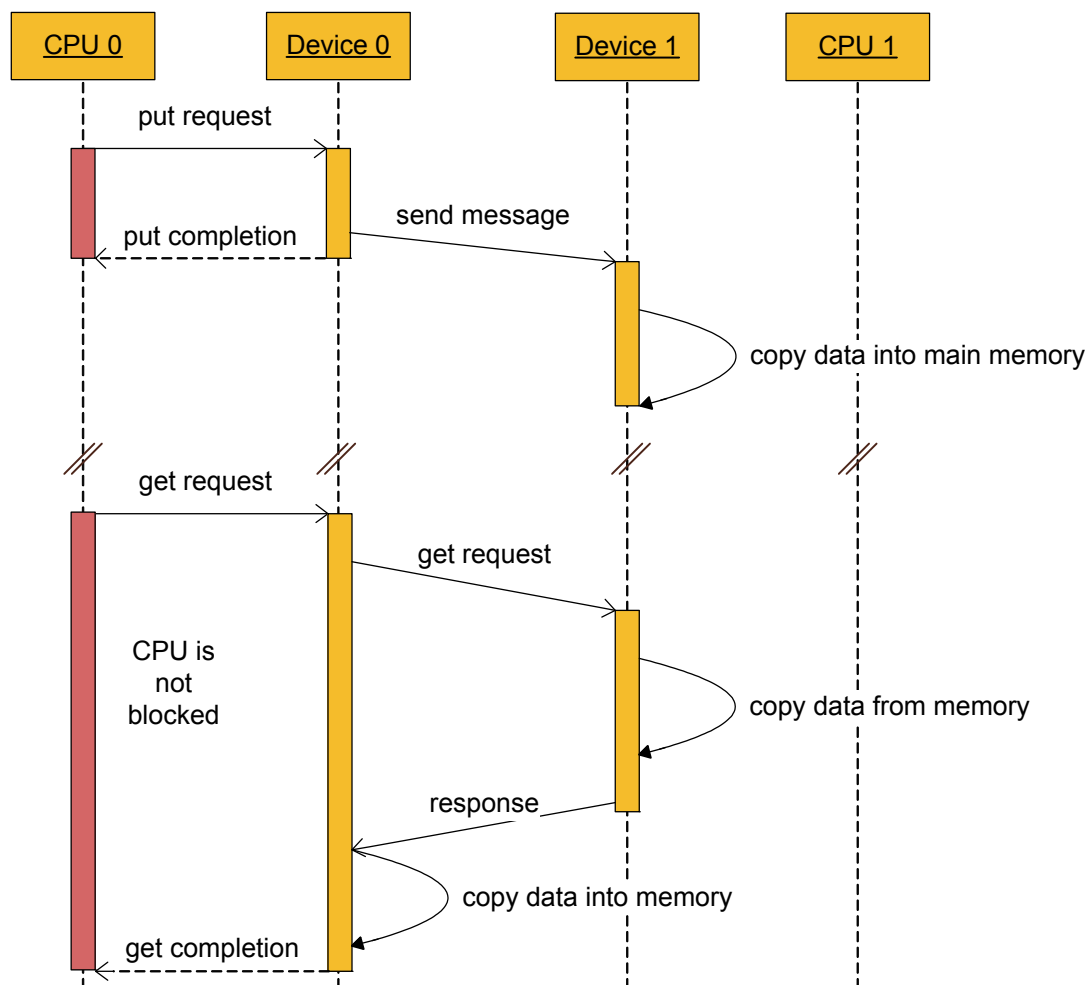 CPU 0
Device 0
Device 1
CPU 1
put request
send message
put completion
copy data into main memory
get request
get request
CPU is
not
blocked
copy data from memory
response
copy data into memory
get completion